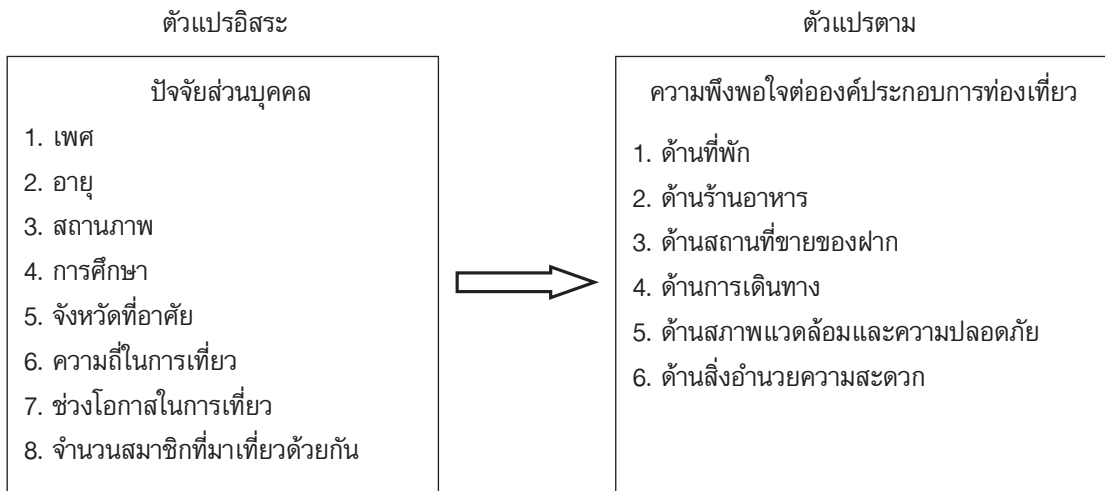 ตัวแปรอิสระ
ปัจจัยส่วนบุคคล
1. เพศ
2. อายุ
3. สถานภาพ
4. การศึกษา
5. จังหวัดที่อาศัย
6. ความถี่ในการเที่ยว
7. ช่วงโอกาสในการเที่ยว
8. จำนวนสมาชิกที่มาเที่ยวด้วยกัน
ตัวแปรตาม
ความพึงพอใจต่อองค์ประกอบการท่องเที่ยว
1. ด้านที่พัก
2. ด้านร้านอาหาร
3. ด้านสถานที่ขายของฝาก
4. ด้านการเดินทาง
5. ด้านสภาพแวดล้อมและความปลอดภัย
6. ด้านสิ่งอำนวยความสะดวก